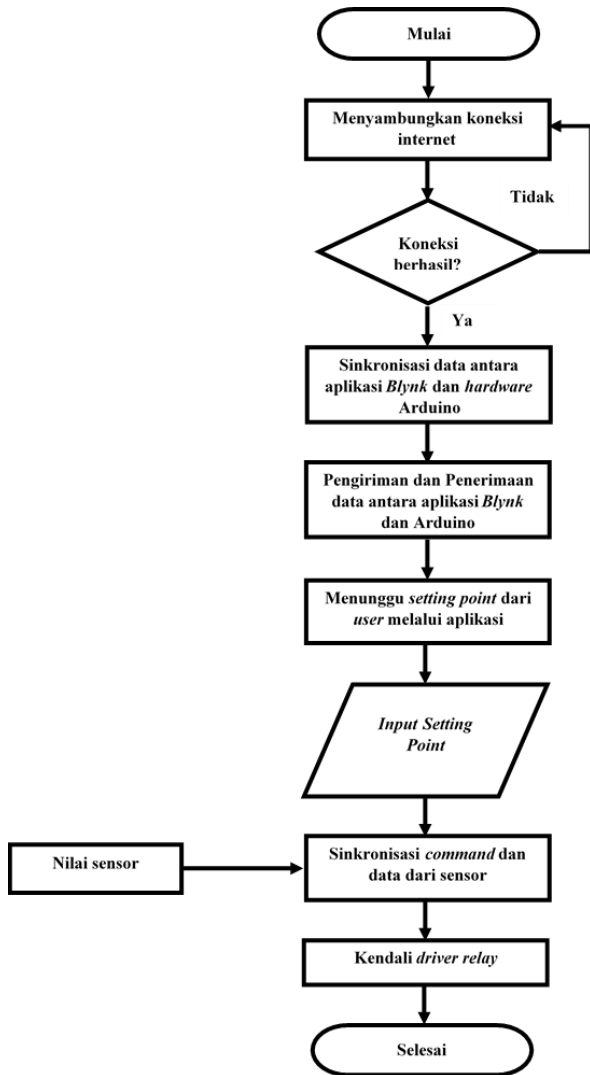 Mulai
Menyambungkan koneksi
internet
Tidak
Koneksi
berhasil?
Ya
Sinkronisasi data antara
aplikasi Blynk dan hardware
Arduino
Pengiriman dan Penerimaan
data antara aplikasi Blynk
dan Arduino
Menunggu setting point dari
user melalui aplikasi
Input Setting
Point
Nilai sensor
Sinkronisasi command dan
data dari sensor
Kendali driver relay
Selesai